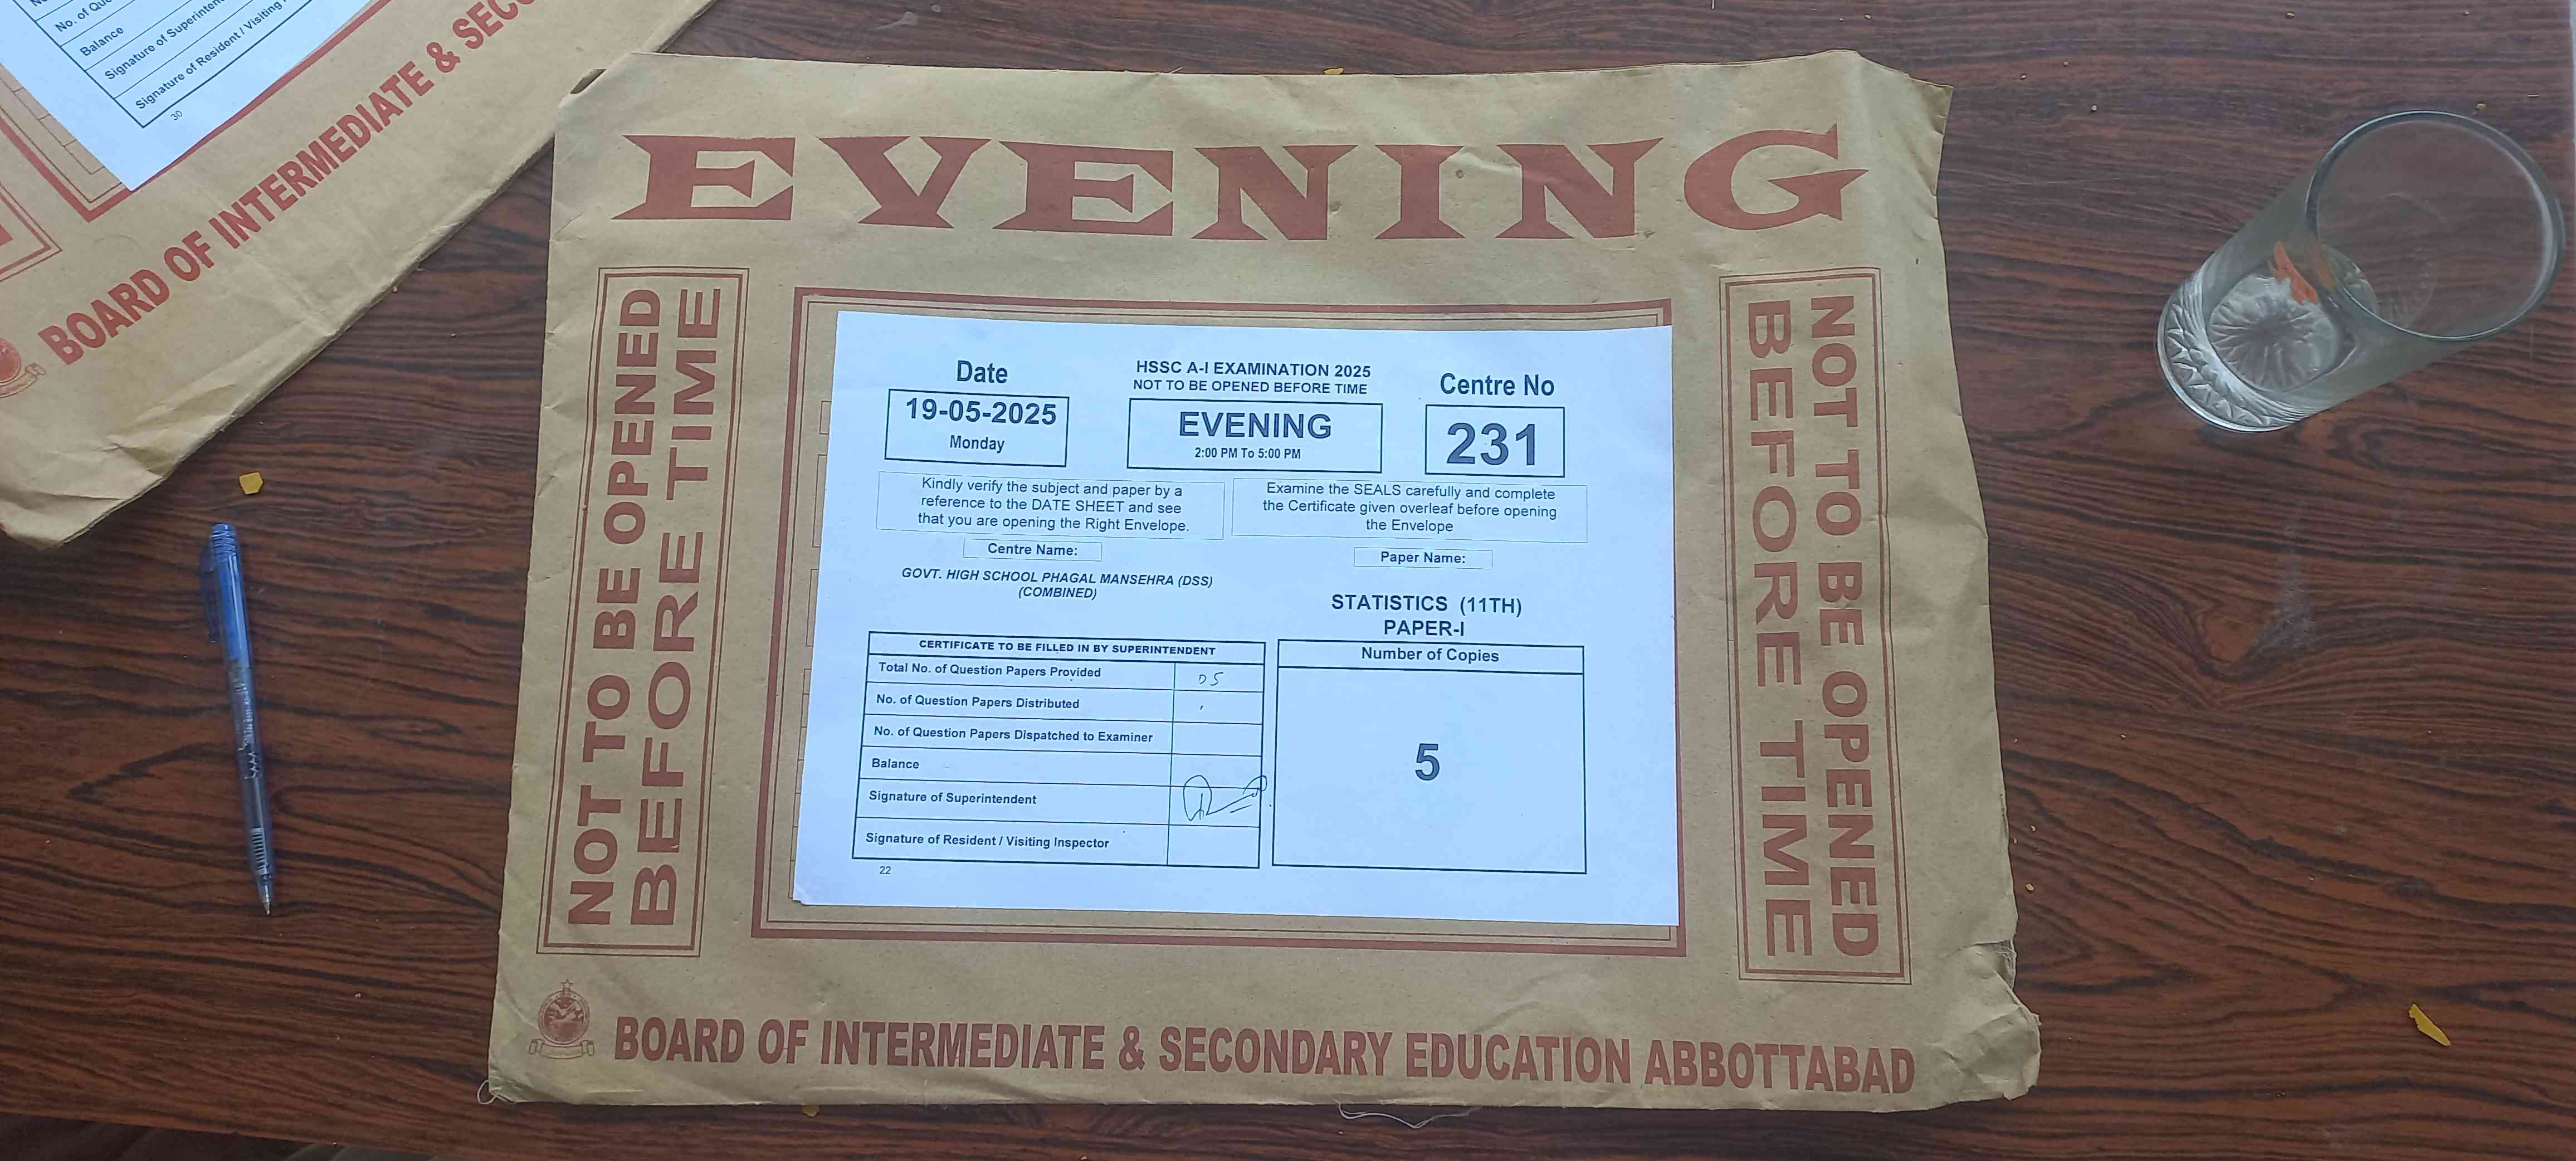 No. of Qu
Balance
Signature of Superinten
Signature of Resident / Visiting
30
BOARD OF INTERMEDIATE & SEC
EVENING
NOT TO BE OPENED
BEFORE TIME
NOT TO BE OPENED
BEFORE TIME
Date
19-05-2025
Monday
HSSC A-I EXAMINATION 2025
NOT TO BE OPENED BEFORE TIME
EVENING
2:00 PM To 5:00 PM
Centre No
231
Kindly verify the subject and paper by a
reference to the DATE SHEET and see
that you are opening the Right Envelope.
Examine the SEALS carefully and complete
the Certificate given overleaf before opening
the Envelope
Centre Name:
GOVT. HIGH SCHOOL PHAGAL MANSEHRA (DSS)
(COMBINED)
Paper Name:
STATISTICS (11TH)
PAPER-I
CERTIFICATE TO BE FILLED IN BY SUPERINTENDENT
Total No. of Question Papers Provided 05
No. of Question Papers Distributed
No. of Question Papers Dispatched to Examiner
Balance
Signature of Superintendent
Signature of Resident / Visiting Inspector
22
Number of Copies
5
BOARD OF INTERMEDIATE & SECONDARY EDUCATION ABBOTTABAD